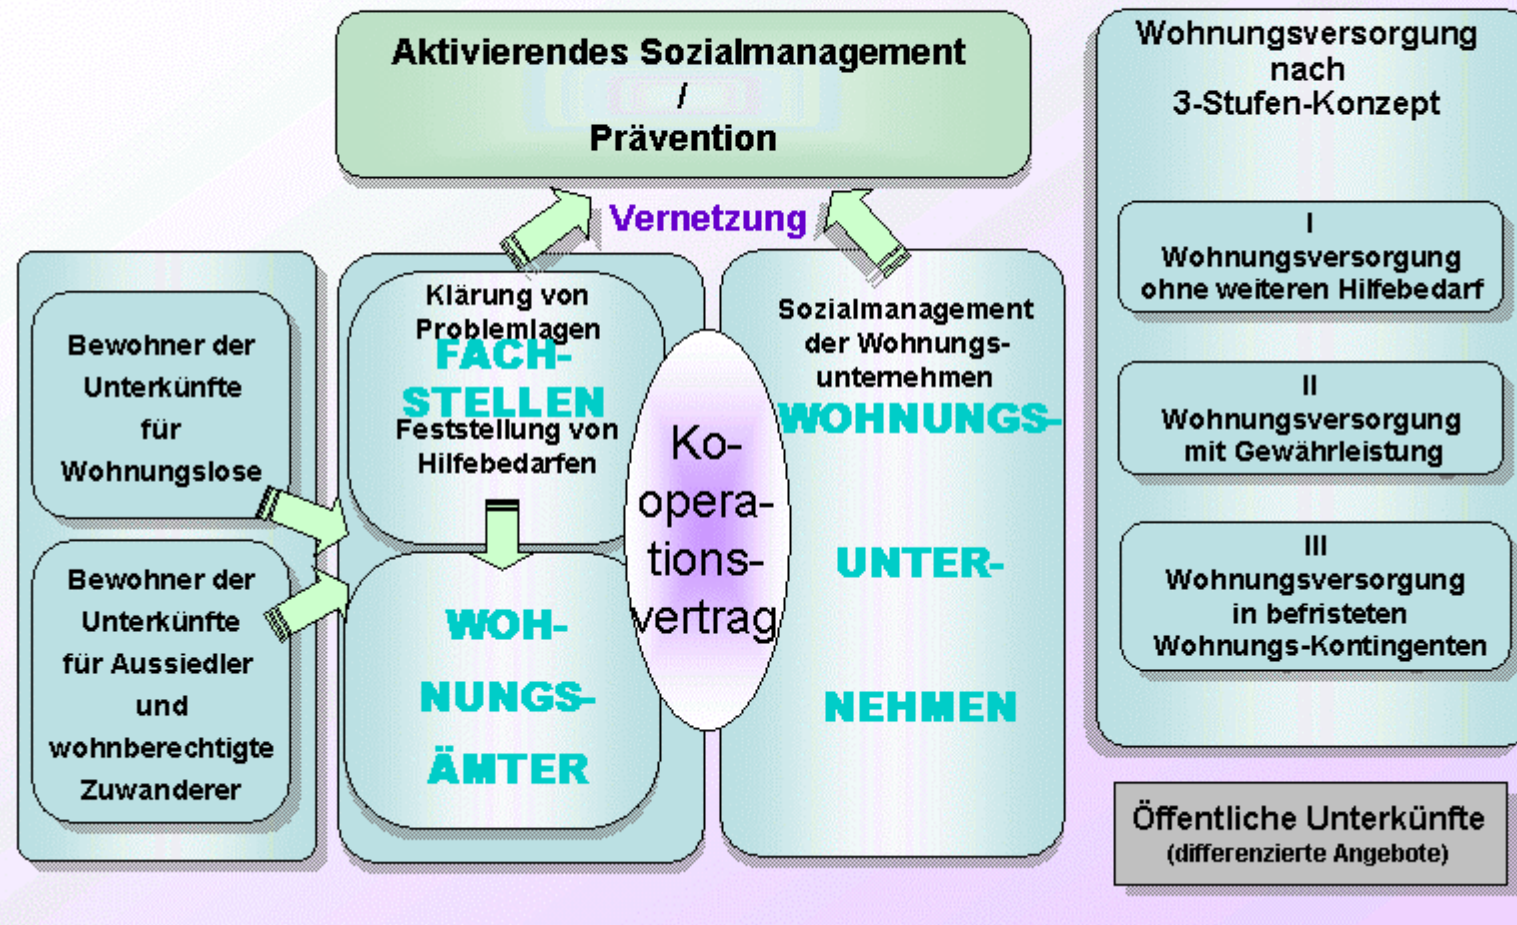 Aktivierendes Sozialmanagement
/
Prävention
Vernetzung
Bewohner der
Unterkünfte
für
Wohnungslose
Bewohner der
Unterkünfte
für Aussiedler
und
wohnberechtigte
Zuwanderer
Klärung von
Problemlagen
FACH-
STELLEN
Feststellung von
Hilfebedarfen
WOH-
NUNGS-
ÄMTER
Ko-
opera-
tions-
vertrag
Sozialmanagement
der Wohnungs-
unternehmen
WOHNUNGS-
UNTER-
NEHMEN
Wohnungsversorgung
nach
3-Stufen-Konzept
I
Wohnungsversorgung
ohne weiteren Hilfebedarf
II
Wohnungsversorgung
mit Gewährleistung
III
Wohnungsversorgung
in befristeten
Wohnungs-Kontingenten
Öffentliche Unterkünfte
(differenzierte Angebote)